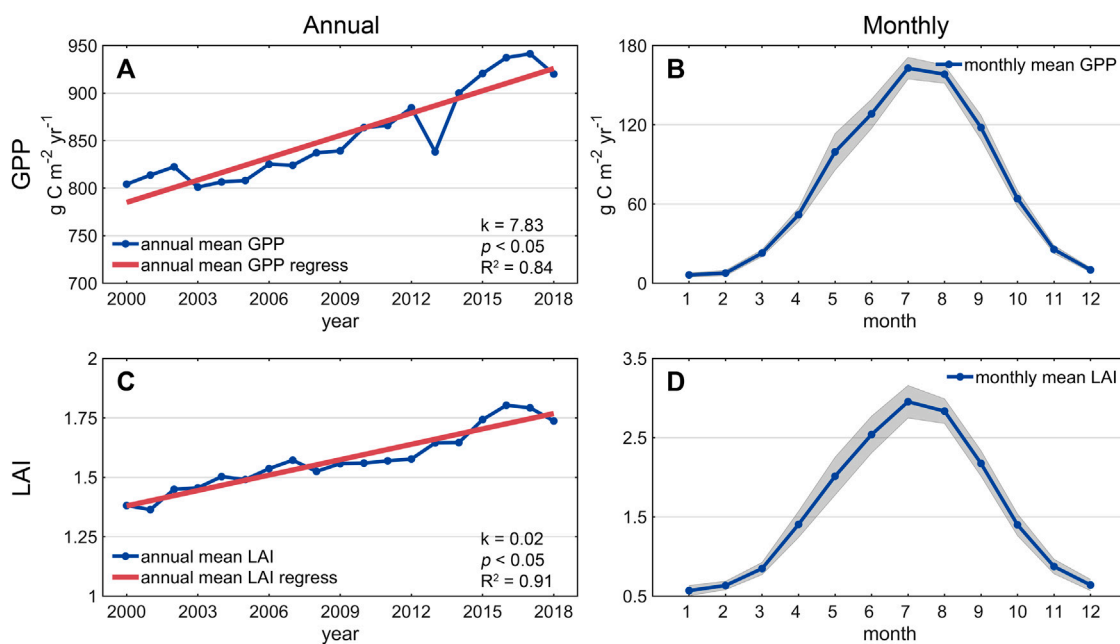 Annual
Monthly
GPP
g C m⁻² yr⁻¹
950
900
850
800
750
700
A
annual mean GPP
annual mean GPP regress
k = 7.83
p < 0.05
R² = 0.84
2000 2003 2006 2009 2012 2015 2018
year
g C m⁻² yr⁻¹
180
120
60
0
B
monthly mean GPP
1 2 3 4 5 6 7 8 9 10 11 12
month
LAI
2
1.75
1.5
1.25
1
C
annual mean LAI
annual mean LAI regress
k = 0.02
p < 0.05
R² = 0.91
2000 2003 2006 2009 2012 2015 2018
year
3.5
2.5
1.5
0.5
D
monthly mean LAI
1 2 3 4 5 6 7 8 9 10 11 12
month